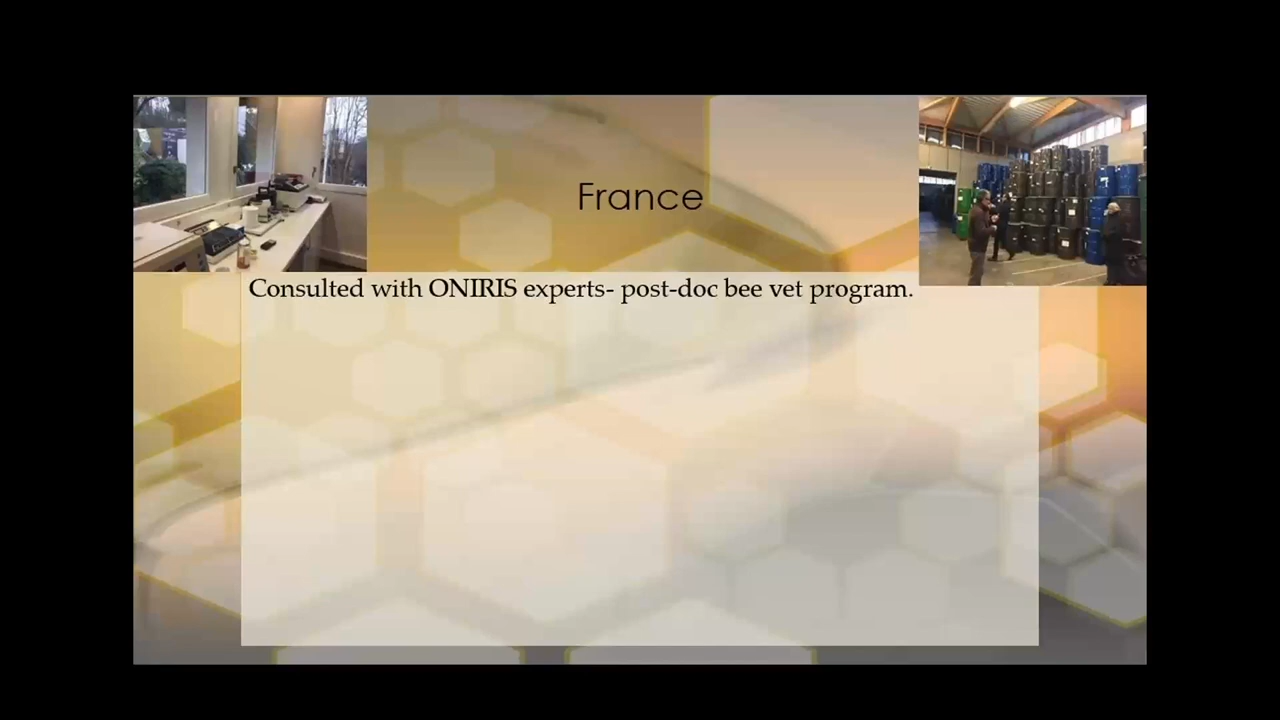 France
Consulted with ONIRIS experts- post-doc bee vet program.